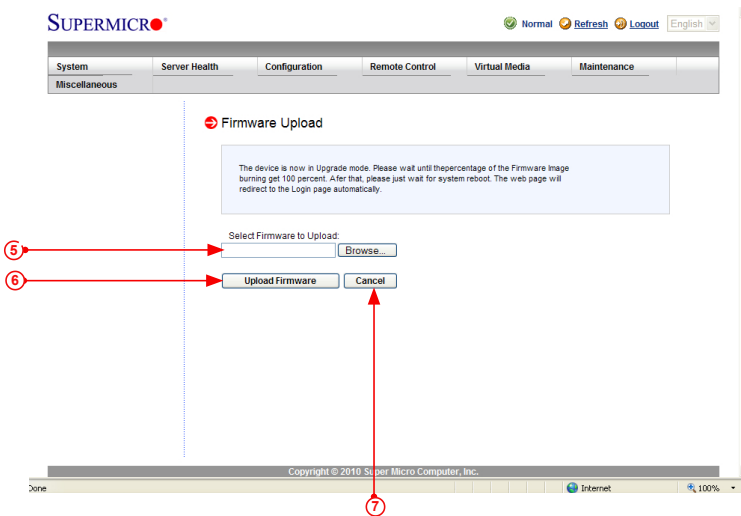 SUPERMICRO
Normal Refresh Logout English
System Server Health Configuration Remote Control Virtual Media Maintenance
Miscellaneous
Firmware Upload
The device is now in Upgrade mode. Please wait until thepercentage of the Firmware Image
burning get 100 percent. Afer that, please just wait for system reboot. The web page will
redirect to the Login page automatically.
Select Firmware to Upload:
5
Browse...
6
Upload Firmware Cancel
Copyright © 2010 Super Micro Computer, Inc.
Done Internet 100%
7